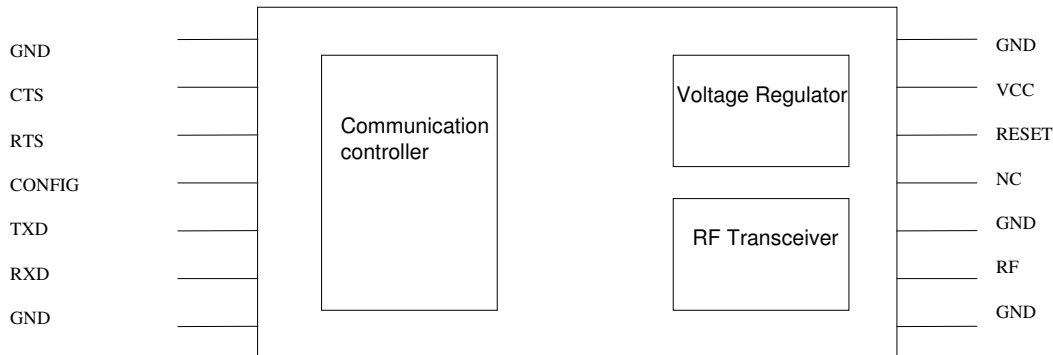 GND
CTS
RTS
CONFIG
TXD
RXD
GND
Communication
controller
Voltage Regulator
RF Transceiver
GND
VCC
RESET
NC
GND
RF
GND